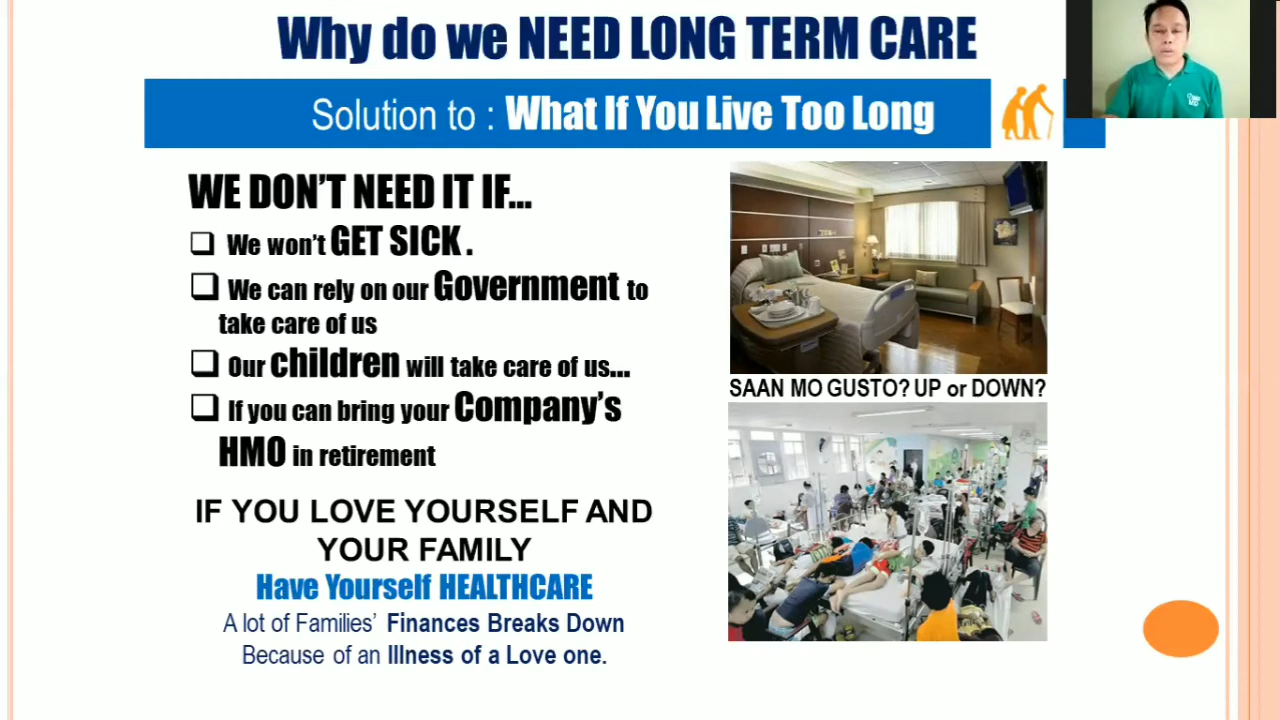 Why do we NEED LONG TERM CARE
Solution to : What If You Live Too Long
WE DON'T NEED IT IF...
We won't GET SICK .
We can rely on our Government to
take care of us
Our children will take care of us...
If you can bring your Company's
HMO in retirement
IF YOU LOVE YOURSELF AND
YOUR FAMILY
Have Yourself HEALTHCARE
A lot of Families' Finances Breaks Down
Because of an Illness of a Love one.
SAAN MO GUSTO? UP or DOWN?